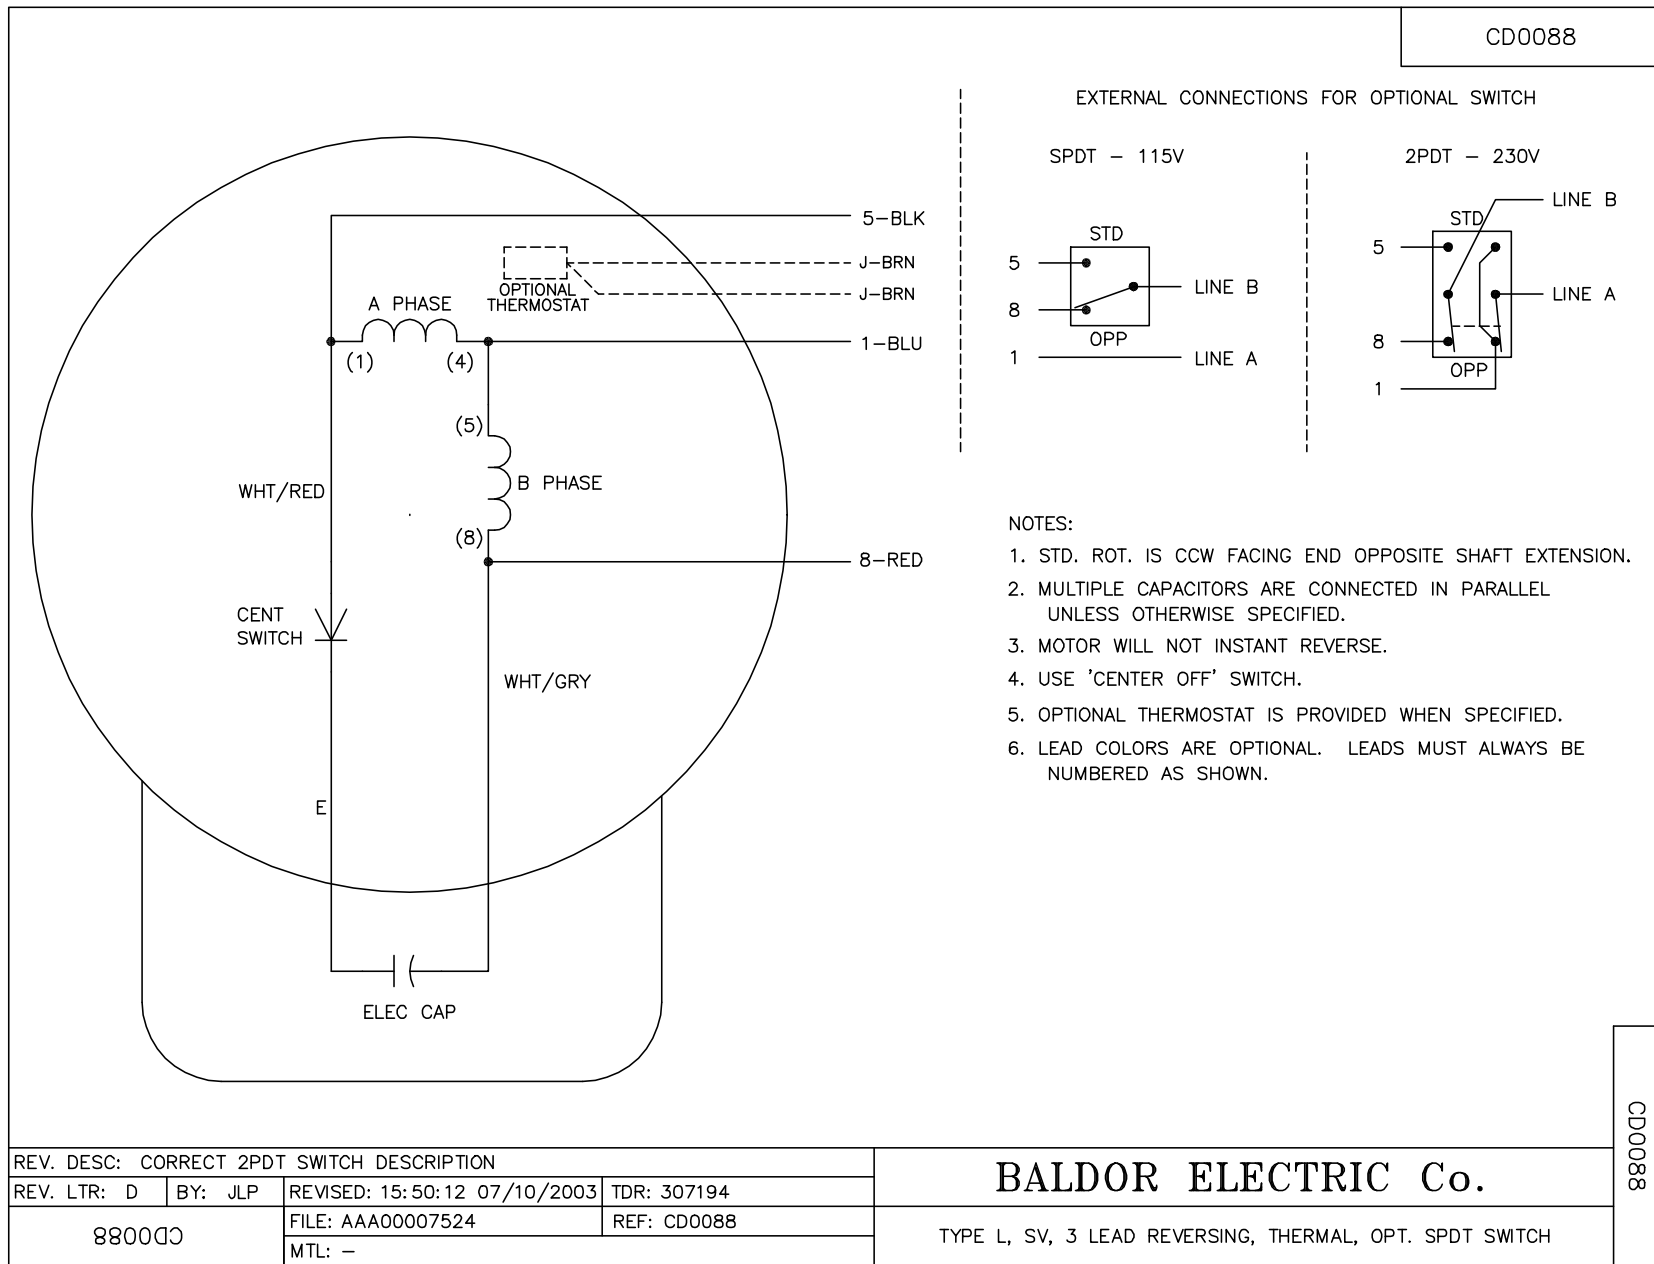 CD0088
EXTERNAL CONNECTIONS FOR OPTIONAL SWITCH
SPDT – 115V
2PDT – 230V
STD
5
8
OPP
1
LINE B
LINE A
LINE B
STD
5
LINE A
8
OPP
1
5-BLK
J-BRN
J-BRN
OPTIONAL
THERMOSTAT
A PHASE
1-BLU
(1)
(4)
(5)
B PHASE
WHT/RED
(8)
8-RED
CENT
SWITCH
WHT/GRY
E
ELEC CAP
NOTES:
1. STD. ROT. IS CCW FACING END OPPOSITE SHAFT EXTENSION.
2. MULTIPLE CAPACITORS ARE CONNECTED IN PARALLEL
UNLESS OTHERWISE SPECIFIED.
3. MOTOR WILL NOT INSTANT REVERSE.
4. USE 'CENTER OFF' SWITCH.
5. OPTIONAL THERMOSTAT IS PROVIDED WHEN SPECIFIED.
6. LEAD COLORS ARE OPTIONAL. LEADS MUST ALWAYS BE
NUMBERED AS SHOWN.
CD0088
REV. DESC: CORRECT 2PDT SWITCH DESCRIPTION
REV. LTR: D
BY: JLP
REVISED: 15:50:12 07/10/2003
TDR: 307194
CD0088
FILE: AAA00007524
REF: CD0088
MTL: –
BALDOR ELECTRIC Co.
TYPE L, SV, 3 LEAD REVERSING, THERMAL, OPT. SPDT SWITCH